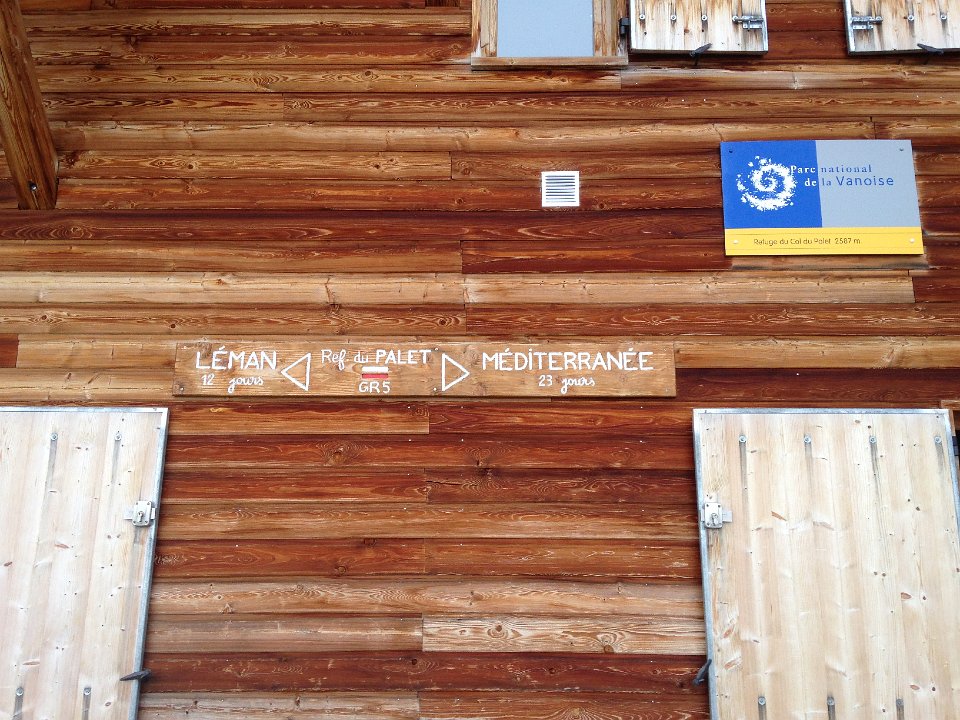 Parc national
de la Vanoise
Refuge du Col du Palet 2587 m
LÉMAN Ref. du PALET MÉDITERRANÉE
12 jours GR5 23 jours